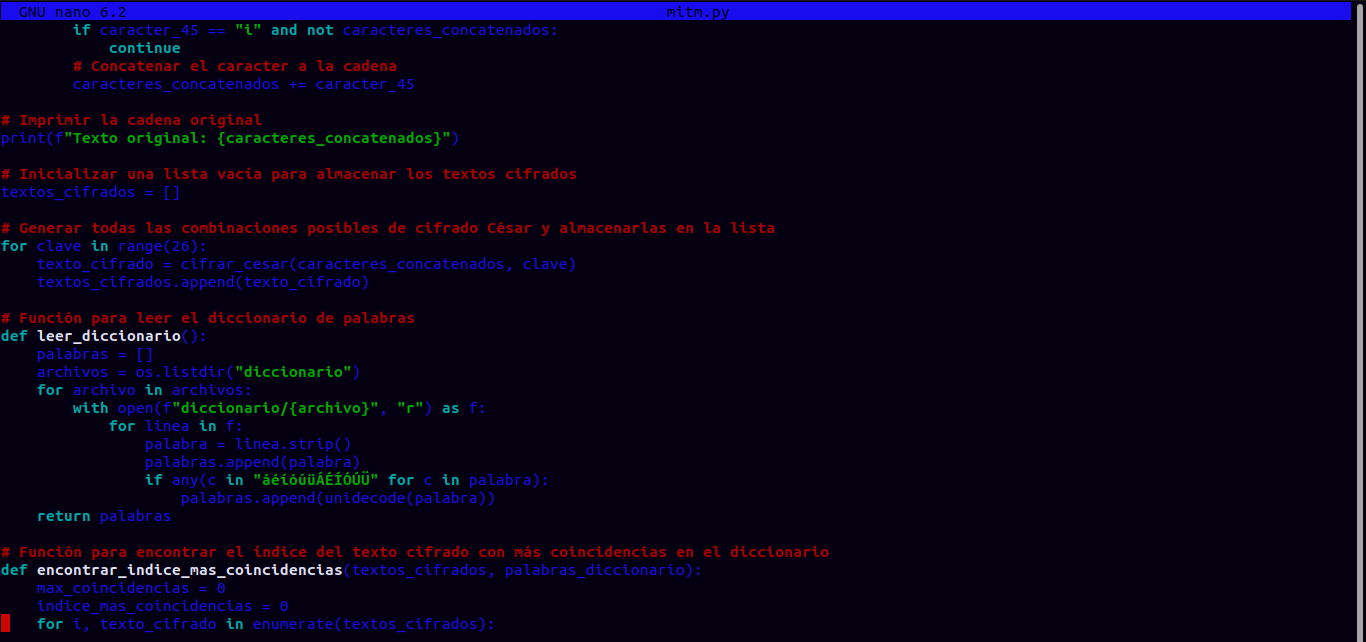 GNU nano 6.2 mitm.py
        if caracter_45 == "i" and not caracteres_concatenados:
            continue
        # Concatenar el caracter a la cadena
        caracteres_concatenados += caracter_45

# Imprimir la cadena original
print(f"Texto original: {caracteres_concatenados}")

# Inicializar una lista vacía para almacenar los textos cifrados
textos_cifrados = []

# Generar todas las combinaciones posibles de cifrado César y almacenarlas en la lista
for clave in range(26):
    texto_cifrado = cifrar_cesar(caracteres_concatenados, clave)
    textos_cifrados.append(texto_cifrado)

# Función para leer el diccionario de palabras
def leer_diccionario():
    palabras = []
    archivos = os.listdir("diccionario")
    for archivo in archivos:
        with open(f"diccionario/{archivo}", "r") as f:
            for linea in f:
                palabra = linea.strip()
                palabras.append(palabra)
                if any(c in "áéíóúüÁÉÍÓÚÜ" for c in palabra):
                    palabras.append(unidecode(palabra))
    return palabras

# Función para encontrar el índice del texto cifrado con más coincidencias en el diccionario
def encontrar_indice_mas_coincidencias(textos_cifrados, palabras_diccionario):
    max_coincidencias = 0
    indice_mas_coincidencias = 0
    for i, texto_cifrado in enumerate(textos_cifrados):